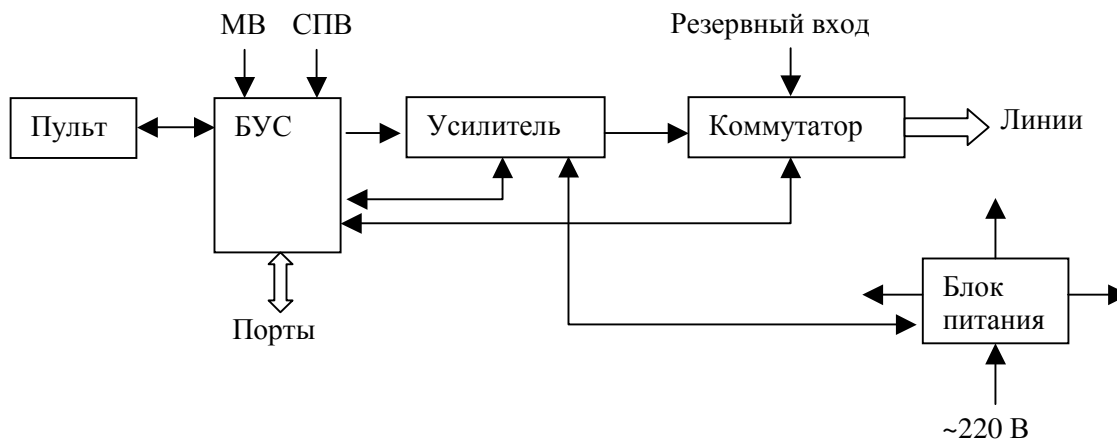 МВ СПВ
Резервный вход
Пульт
БУС
Усилитель
Коммутатор
Линии
Порты
Блок
питания
~220 В